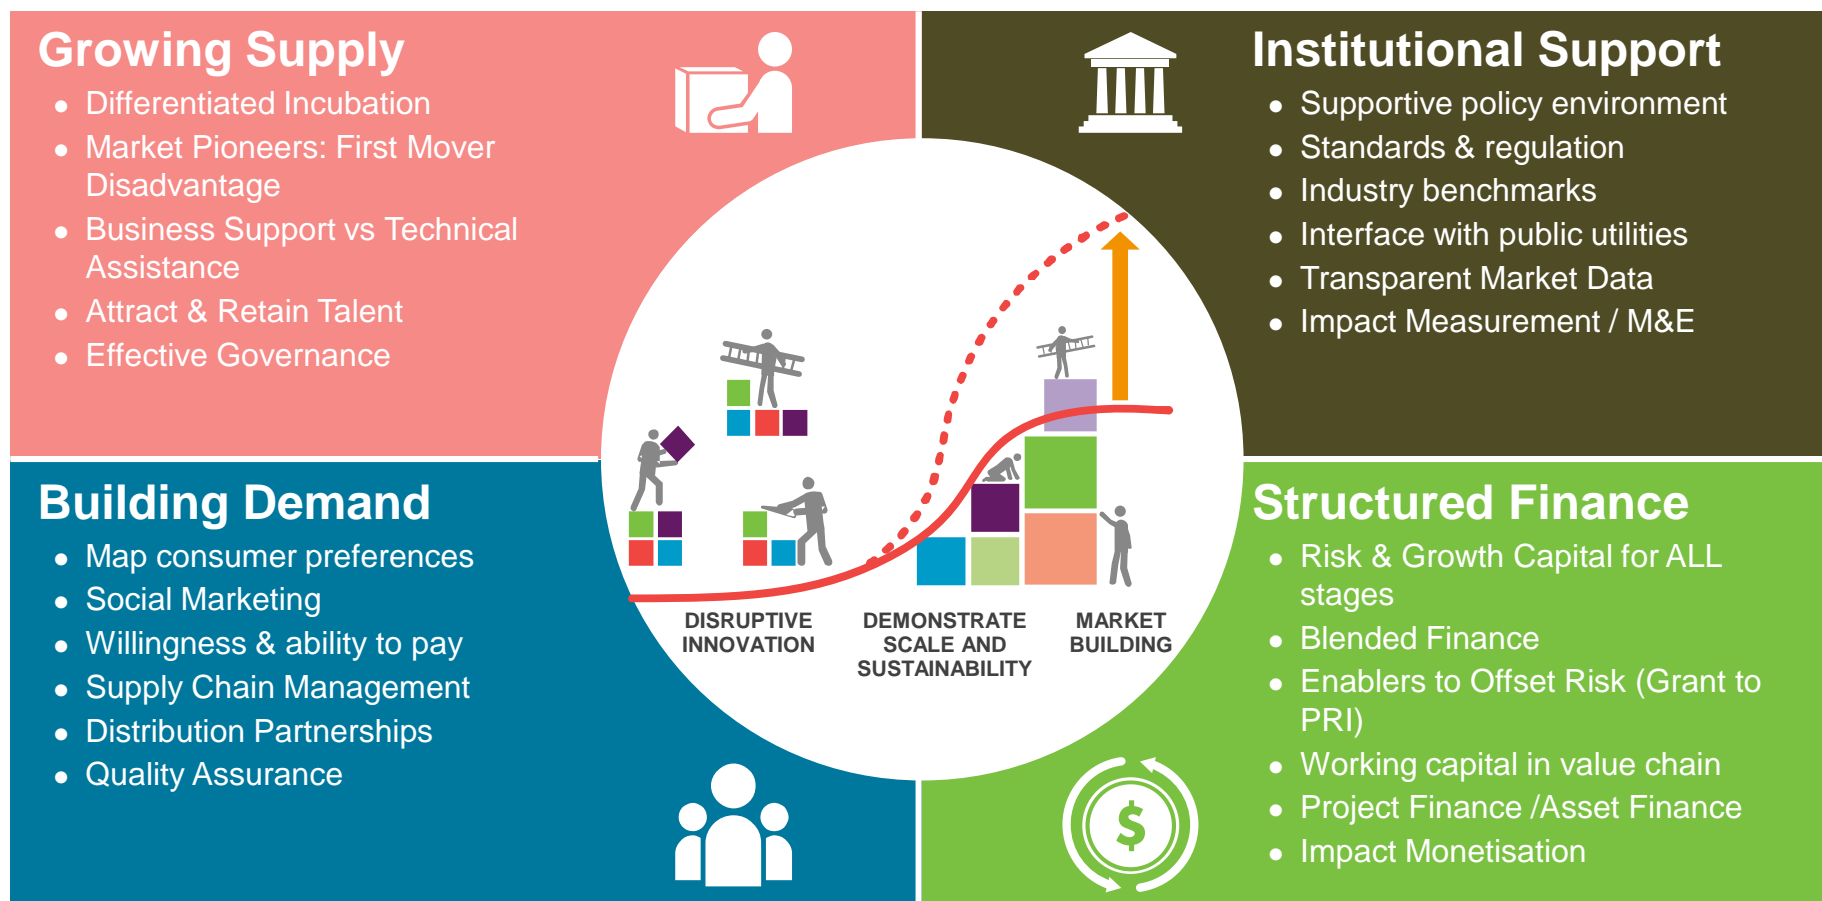 Growing Supply
• Differentiated Incubation
• Market Pioneers: First Mover
Disadvantage
• Business Support vs Technical
Assistance
• Attract & Retain Talent
• Effective Governance
Institutional Support
• Supportive policy environment
• Standards & regulation
• Industry benchmarks
• Interface with public utilities
• Transparent Market Data
• Impact Measurement / M&E
Building Demand
• Map consumer preferences
• Social Marketing
• Willingness & ability to pay
• Supply Chain Management
• Distribution Partnerships
• Quality Assurance
DISRUPTIVE
INNOVATION
DEMONSTRATE
SCALE AND
SUSTAINABILITY
MARKET
BUILDING
Structured Finance
• Risk & Growth Capital for ALL
stages
• Blended Finance
• Enablers to Offset Risk (Grant to
PRI)
• Working capital in value chain
• Project Finance /Asset Finance
• Impact Monetisation
$